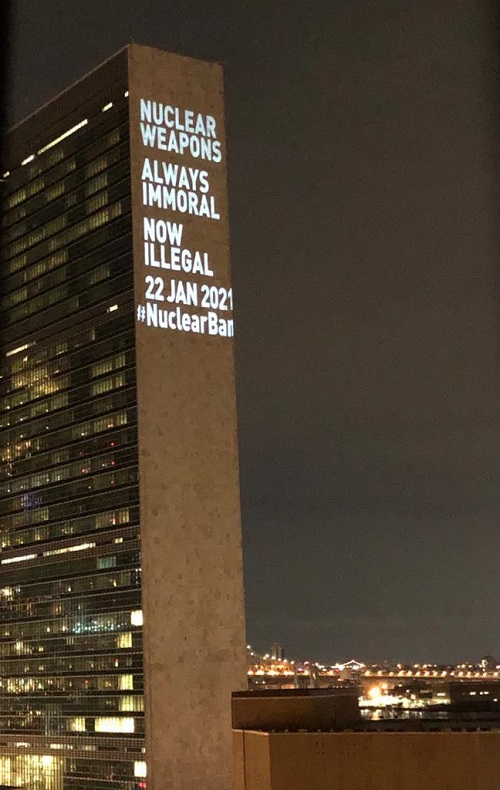 NUCLEAR
WEAPONS
ALWAYS
IMMORAL
NOW
ILLEGAL
22 JAN 2021
#NuclearBan